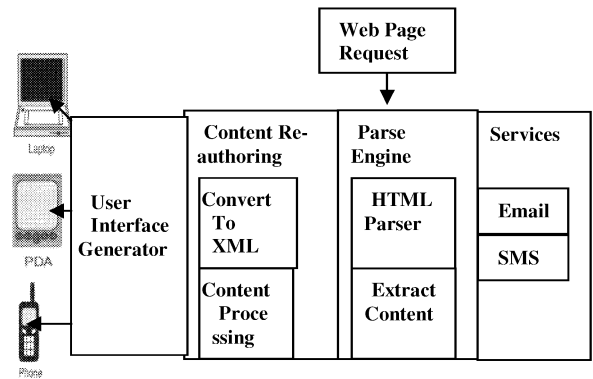 Web Page
Request
Laptop
PDA
Phone
User
Interface
Generator
Content Re-
authoring
Convert
To
XML
Content
Proce
ssing
Parse
Engine
HTML
Parser
Extract
Content
Services
Email
SMS